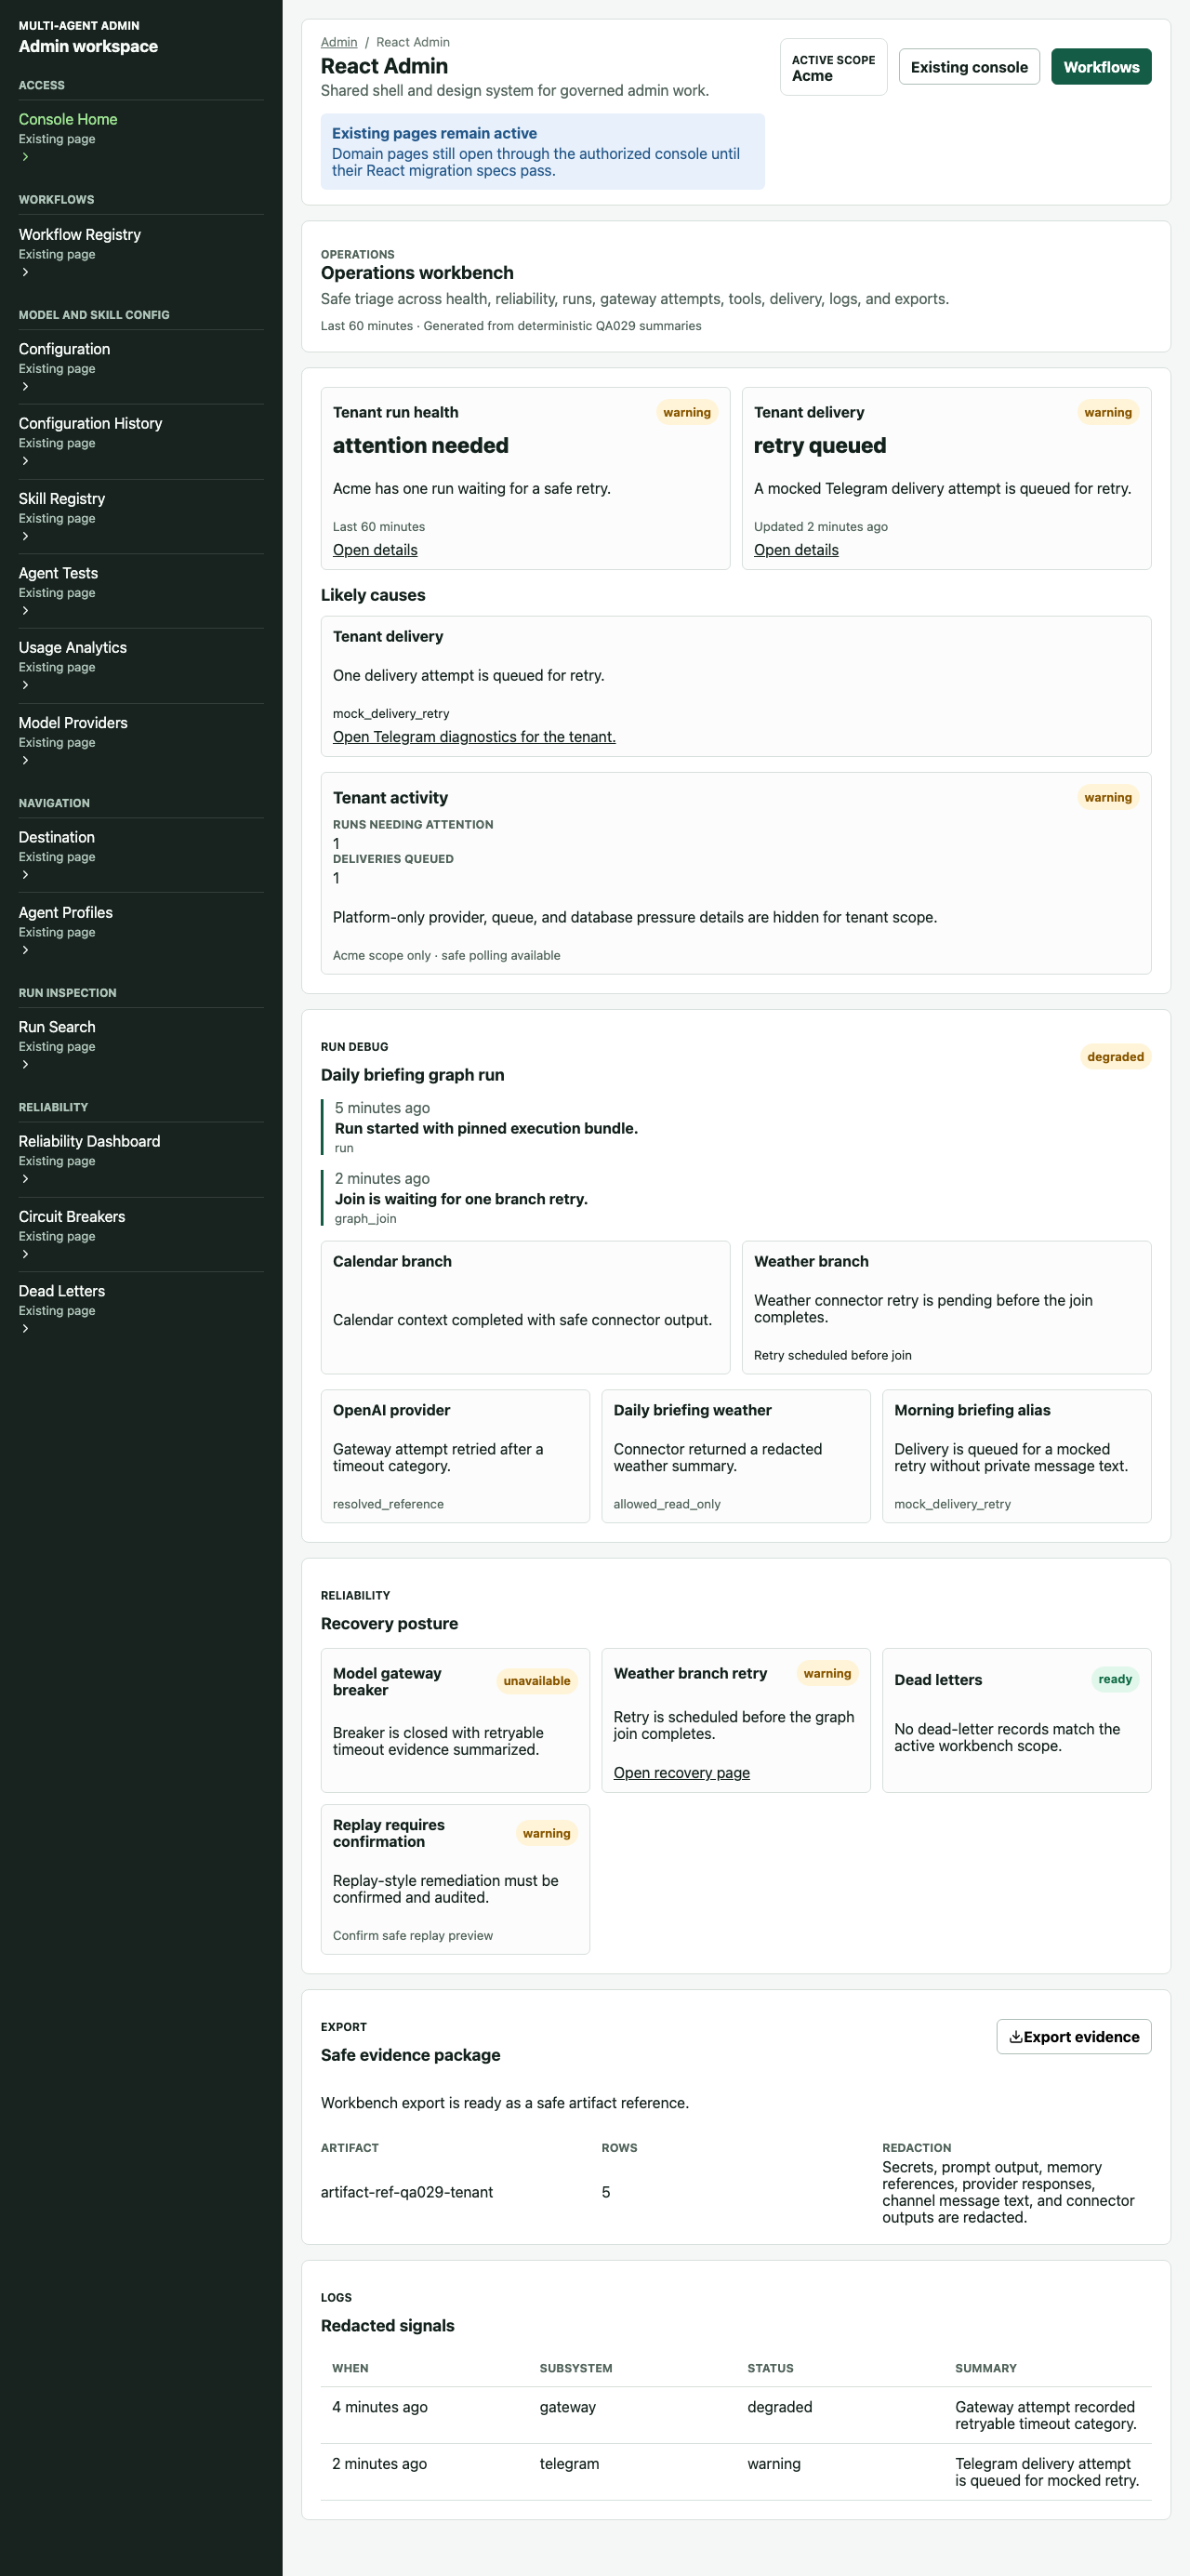 MULTI-AGENT ADMIN
Admin workspace
ACCESS
Console Home
Existing page
WORKFLOWS
Workflow Registry
Existing page
MODEL AND SKILL CONFIG
Configuration
Existing page
Configuration History
Existing page
Skill Registry
Existing page
Agent Tests
Existing page
Usage Analytics
Existing page
Model Providers
Existing page
NAVIGATION
Destination
Existing page
Agent Profiles
Existing page
RUN INSPECTION
Run Search
Existing page
RELIABILITY
Reliability Dashboard
Existing page
Circuit Breakers
Existing page
Dead Letters
Existing page
Admin / React Admin
React Admin
Shared shell and design system for governed admin work.
ACTIVE SCOPE
Acme
Existing console
Workflows
Existing pages remain active
Domain pages still open through the authorized console until
their React migration specs pass.
OPERATIONS
Operations workbench
Safe triage across health, reliability, runs, gateway attempts, tools, delivery, logs, and exports.
Last 60 minutes · Generated from deterministic QA029 summaries
Tenant run health
warning
attention needed
Acme has one run waiting for a safe retry.
Last 60 minutes
Open details
Tenant delivery
warning
retry queued
A mocked Telegram delivery attempt is queued for retry.
Updated 2 minutes ago
Open details
Likely causes
Tenant delivery
One delivery attempt is queued for retry.
mock_delivery_retry
Open Telegram diagnostics for the tenant.
Tenant activity
warning
RUNS NEEDING ATTENTION
1
DELIVERIES QUEUED
1
Platform-only provider, queue, and database pressure details are hidden for tenant scope.
Acme scope only · safe polling available
RUN DEBUG
Daily briefing graph run
degraded
5 minutes ago
Run started with pinned execution bundle.
run
2 minutes ago
Join is waiting for one branch retry.
graph_join
Calendar branch
Calendar context completed with safe connector output.
Weather branch
Weather connector retry is pending before the join
completes.
Retry scheduled before join
OpenAI provider
Gateway attempt retried after a
timeout category.
resolved_reference
Daily briefing weather
Connector returned a redacted
weather summary.
allowed_read_only
Morning briefing alias
Delivery is queued for a mocked
retry without private message text.
mock_delivery_retry
RELIABILITY
Recovery posture
Model gateway
breaker
unavailable
Breaker is closed with retryable
timeout evidence summarized.
Weather branch retry
warning
Retry is scheduled before the graph
join completes.
Open recovery page
Dead letters
ready
No dead-letter records match the
active workbench scope.
Replay requires
confirmation
warning
Replay-style remediation must be
confirmed and audited.
Confirm safe replay preview
EXPORT
Safe evidence package
Export evidence
Workbench export is ready as a safe artifact reference.
ARTIFACT
artifact-ref-qa029-tenant
ROWS
5
REDACTION
Secrets, prompt output, memory
references, provider responses,
channel message text, and connector
outputs are redacted.
LOGS
Redacted signals
WHEN SUBSYSTEM STATUS SUMMARY
4 minutes ago gateway degraded Gateway attempt recorded
retryable timeout category.
2 minutes ago telegram warning Telegram delivery attempt
is queued for mocked retry.